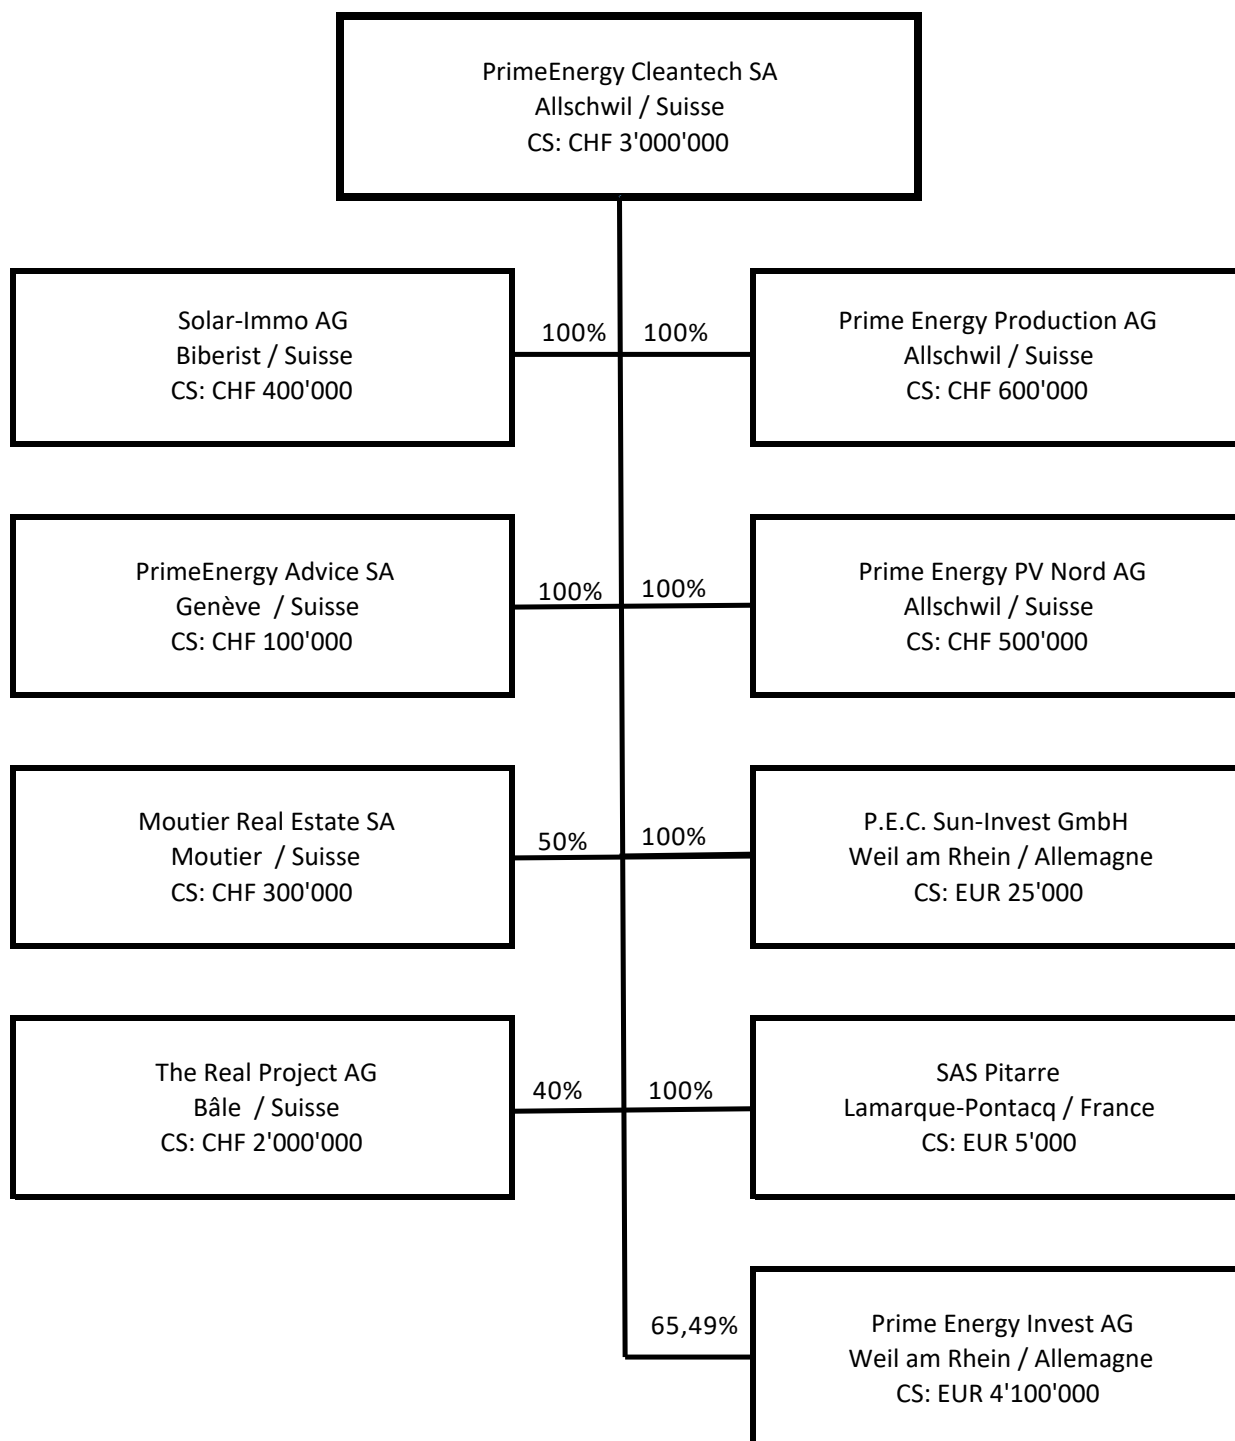 PrimeEnergy Cleantech SA
Allschwil / Suisse
CS: CHF 3'000'000
Solar-Immo AG
Biberist / Suisse
CS: CHF 400'000
100%
100%
Prime Energy Production AG
Allschwil / Suisse
CS: CHF 600'000
PrimeEnergy Advice SA
Genève / Suisse
CS: CHF 100'000
100%
100%
Prime Energy PV Nord AG
Allschwil / Suisse
CS: CHF 500'000
Moutier Real Estate SA
Moutier / Suisse
CS: CHF 300'000
50%
100%
P.E.C. Sun-Invest GmbH
Weil am Rhein / Allemagne
CS: EUR 25'000
The Real Project AG
Bâle / Suisse
CS: CHF 2'000'000
40%
100%
SAS Pitarre
Lamarque-Pontacq / France
CS: EUR 5'000
65,49%
Prime Energy Invest AG
Weil am Rhein / Allemagne
CS: EUR 4'100'000